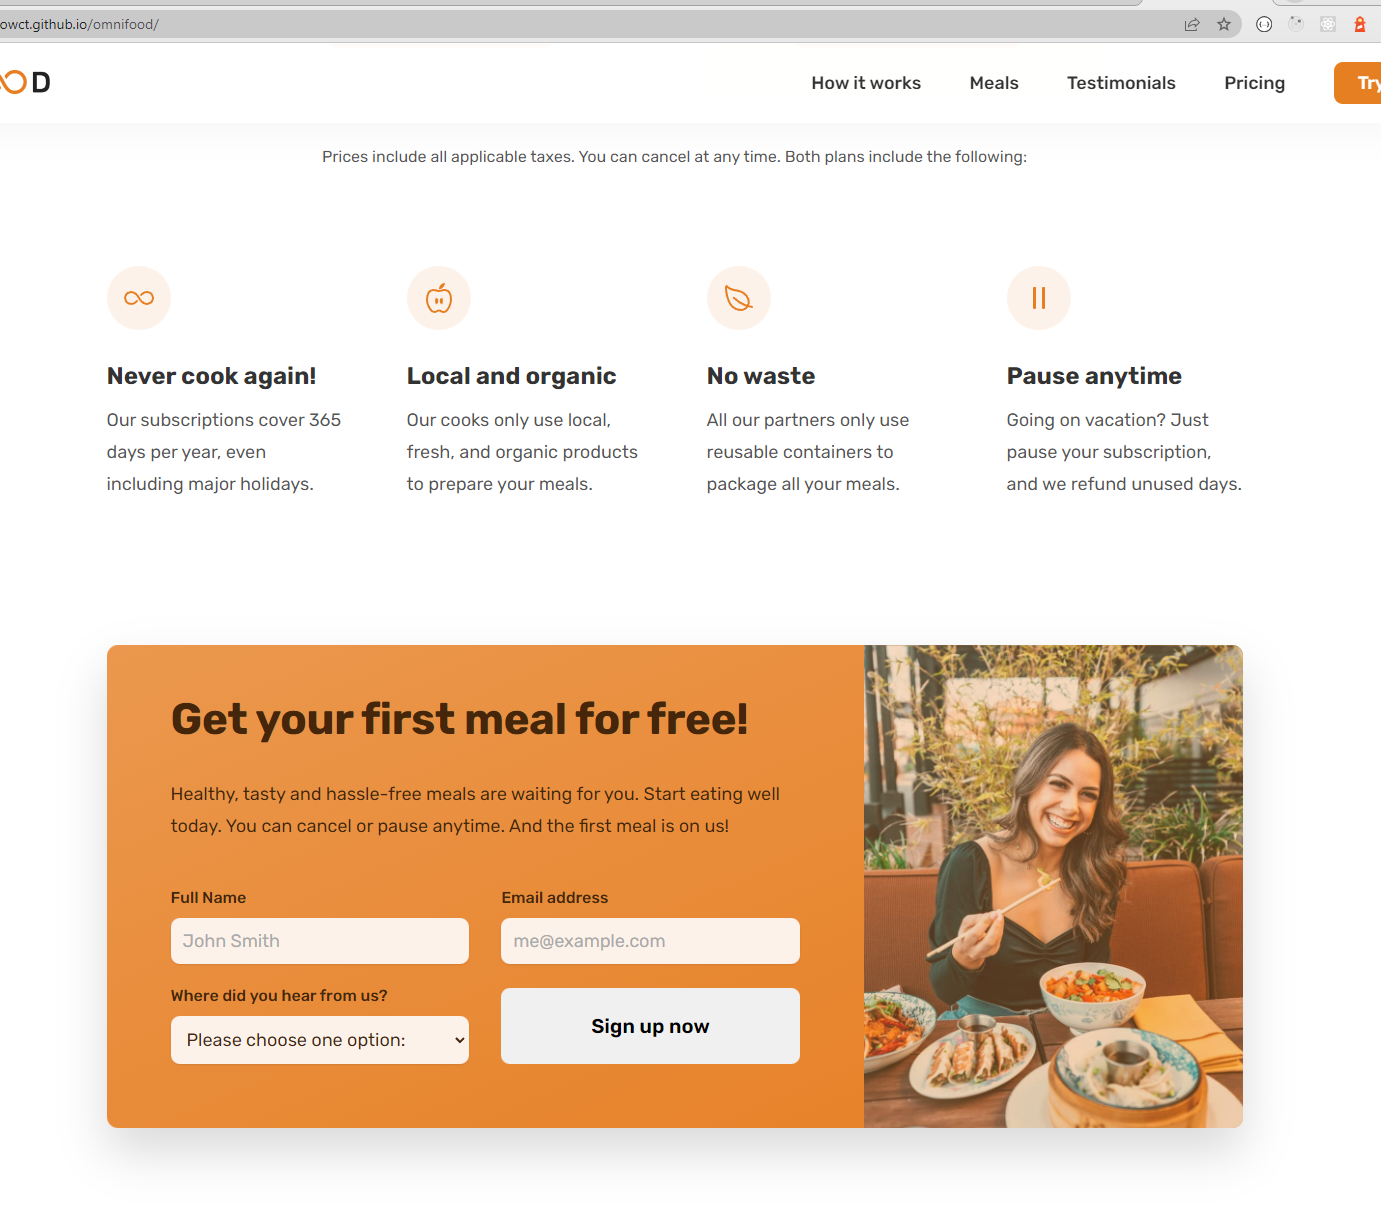 owct.github.io/omnifood/
D
How it works Meals Testimonials Pricing Try
Prices include all applicable taxes. You can cancel at any time. Both plans include the following:
Never cook again!
Our subscriptions cover 365
days per year, even
including major holidays.
Local and organic
Our cooks only use local,
fresh, and organic products
to prepare your meals.
No waste
All our partners only use
reusable containers to
package all your meals.
Pause anytime
Going on vacation? Just
pause your subscription,
and we refund unused days.
Get your first meal for free!
Healthy, tasty and hassle-free meals are waiting for you. Start eating well
today. You can cancel or pause anytime. And the first meal is on us!
Full Name
John Smith
Email address
me@example.com
Where did you hear from us?
Please choose one option:
Sign up now